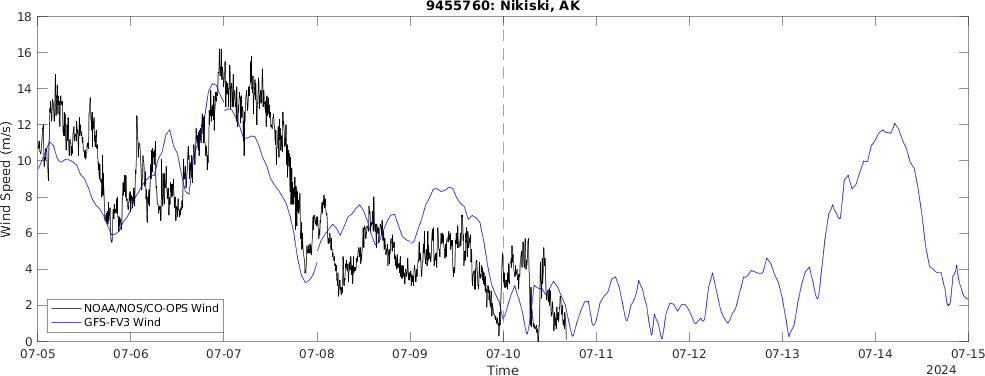 9455760: Nikiski, AK
18
16
14
12
10
8
6
4
2
0
Wind Speed (m/s)
NOAA/NOS/CO-OPS Wind
GFS-FV3 Wind
07-05 07-06 07-07 07-08 07-09 07-10 07-11 07-12 07-13 07-14 07-15
Time
2024